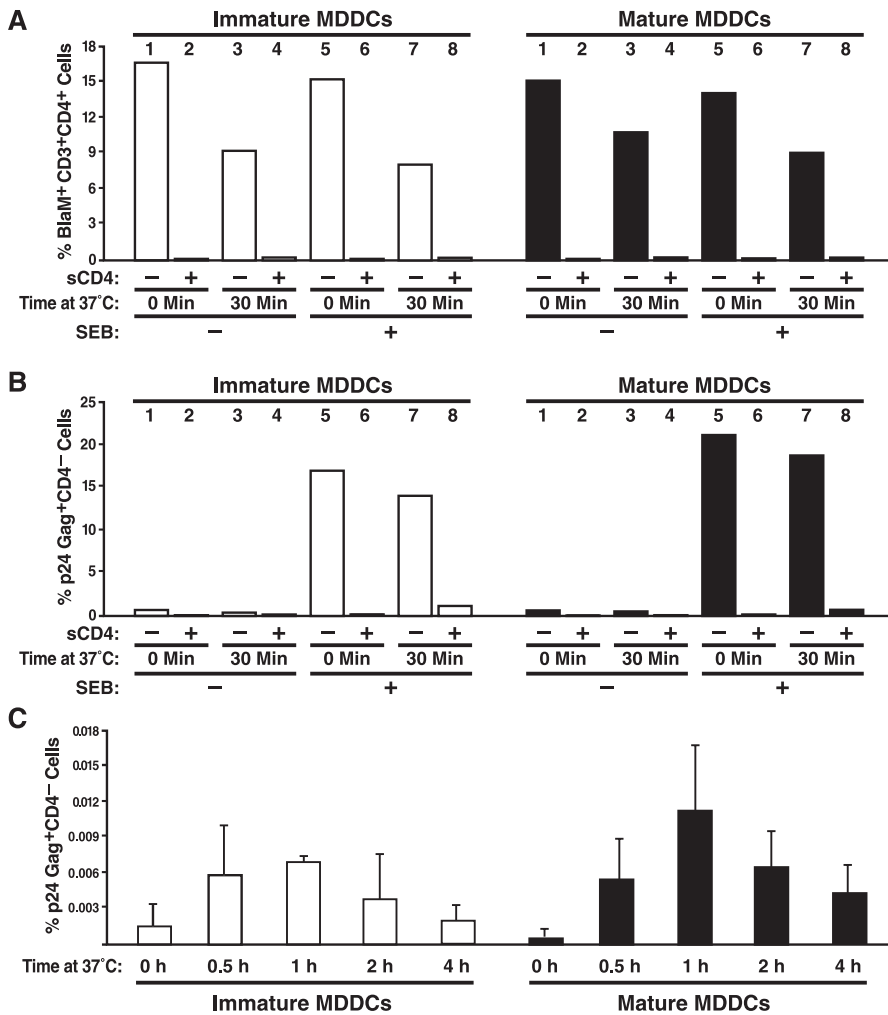 A
Immature MDDCs
Mature MDDCs
1 2 3 4 5 6 7 8
1 2 3 4 5 6 7 8
% BlaM+ CD3+CD4+ Cells
18
15
12
9
6
3
0
sCD4: − + − + − + − + − + − + − + − +
Time at 37°C: 0 Min 30 Min 0 Min 30 Min 0 Min 30 Min 0 Min 30 Min
SEB: − + − +
B
Immature MDDCs
Mature MDDCs
1 2 3 4 5 6 7 8
1 2 3 4 5 6 7 8
% p24 Gag+CD4− Cells
25
20
15
10
5
0
sCD4: − + − + − + − + − + − + − + − +
Time at 37°C: 0 Min 30 Min 0 Min 30 Min 0 Min 30 Min 0 Min 30 Min
SEB: − + − +
C
% p24 Gag+CD4− Cells
0.018
0.015
0.012
0.009
0.006
0.003
Time at 37°C: 0 h 0.5 h 1 h 2 h 4 h 0 h 0.5 h 1 h 2 h 4 h
Immature MDDCs
Mature MDDCs